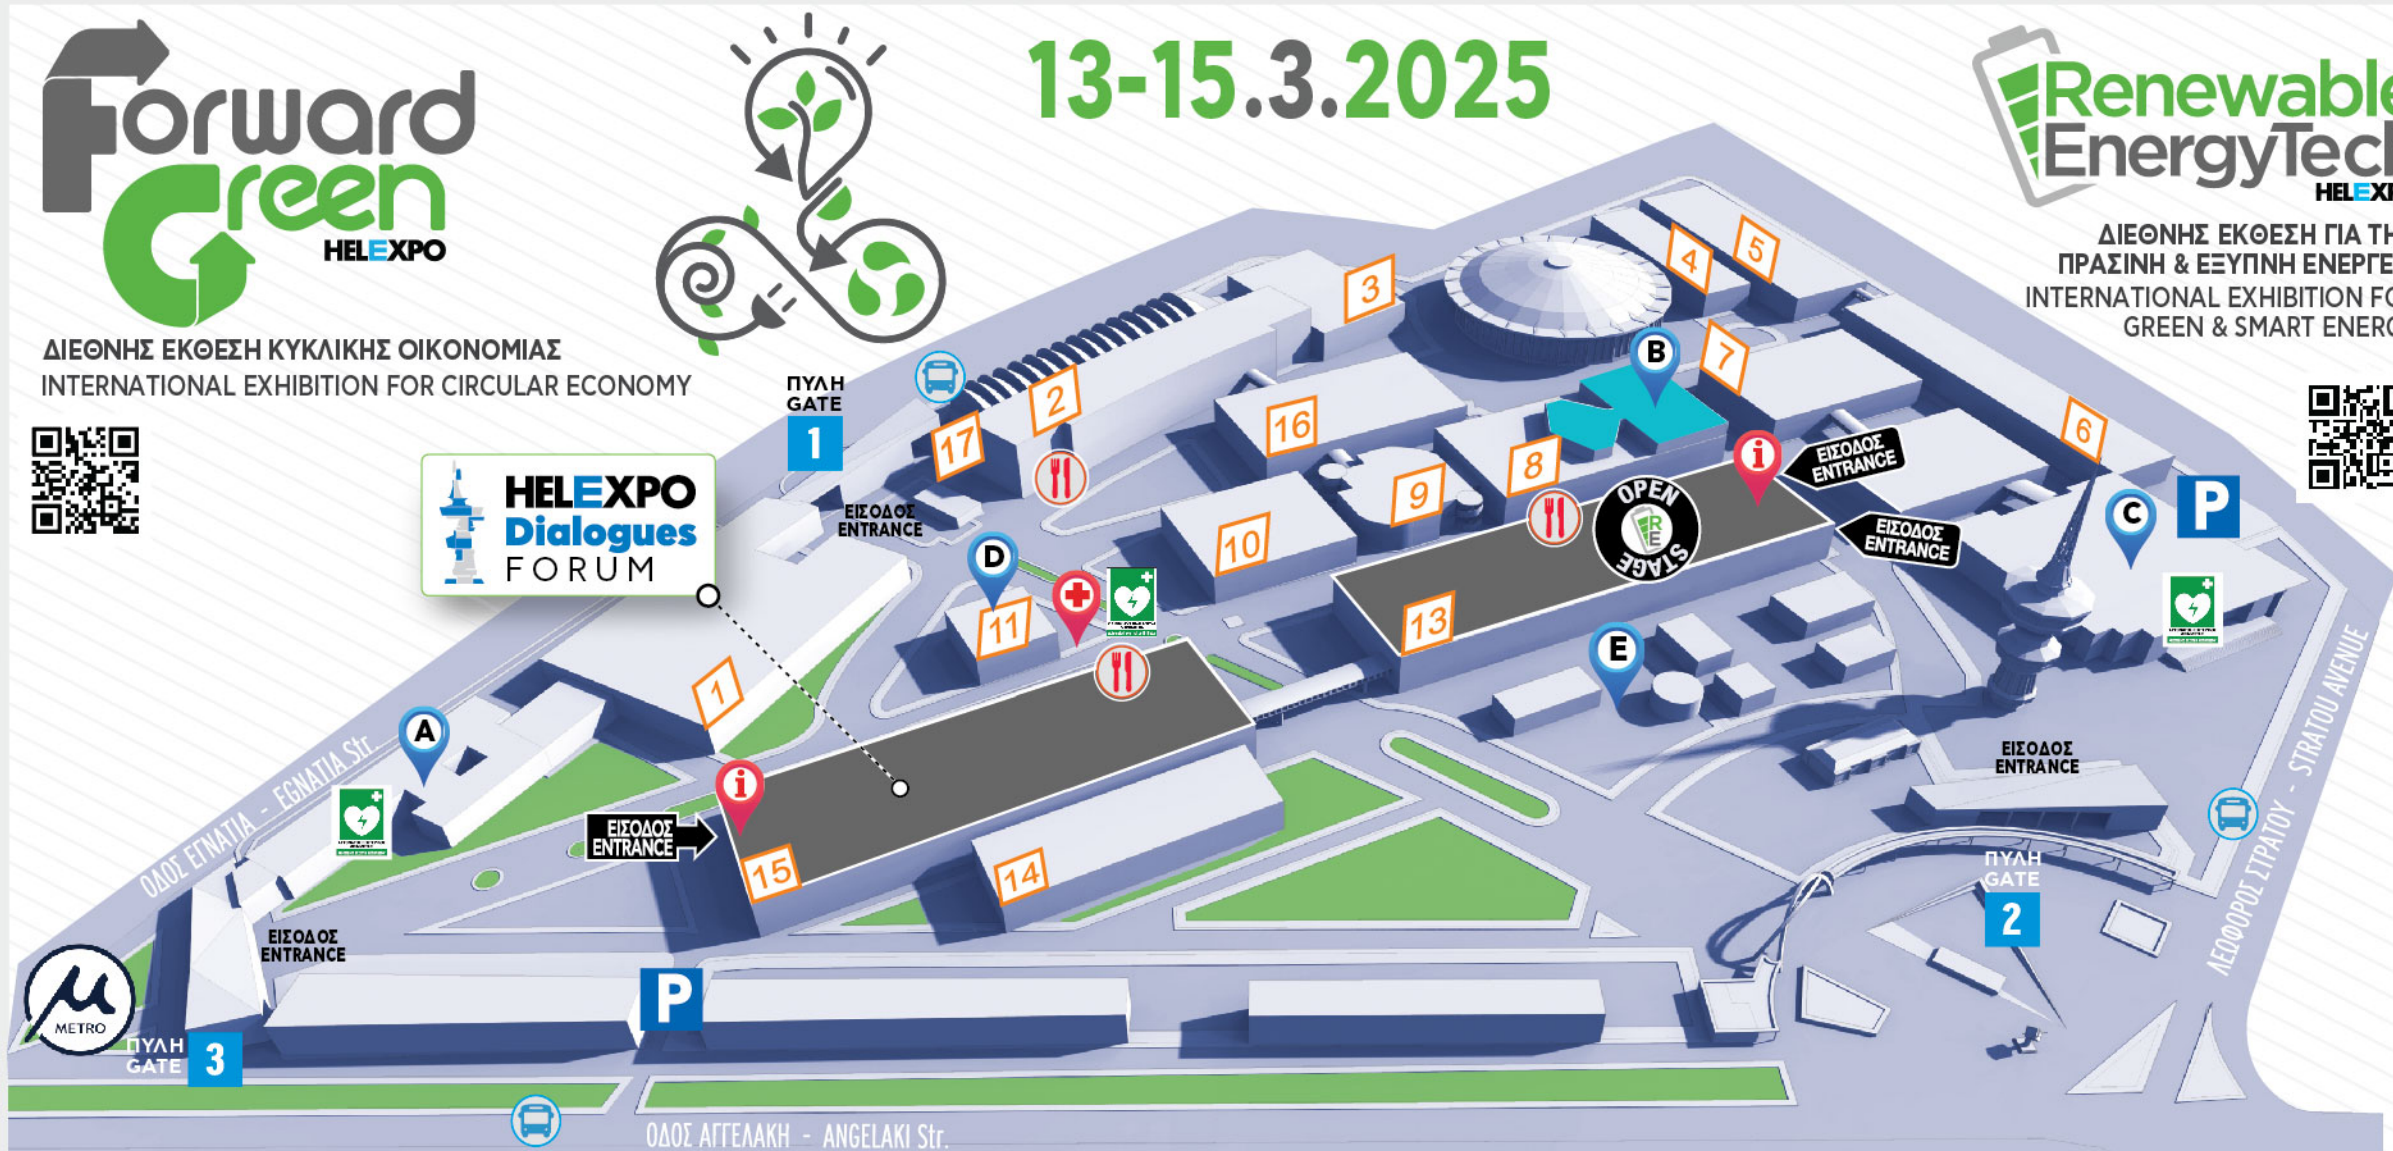 Forward
Green
HELEXPO
ΔΙΕΘΝΗΣ ΕΚΘΕΣΗ ΚΥΚΛΙΚΗΣ ΟΙΚΟΝΟΜΙΑΣ
INTERNATIONAL EXHIBITION FOR CIRCULAR ECONOMY
13-15.3.2025
Renewable
EnergyTech
HELEXP
ΔΙΕΘΝΗΣ ΕΚΘΕΣΗ ΓΙΑ ΤΗ
ΠΡΑΣΙΝΗ & ΕΞΥΠΝΗ ΕΝΕΡΓΕ
INTERNATIONAL EXHIBITION FO
GREEN & SMART ENERG
HELEXPO
Dialogues
FORUM
ΠΥΛΗ
GATE
1
ΕΙΣΟΔΟΣ
ENTRANCE
17
2
3
4
5
16
B
7
6
8
9
10
i
ΕΙΣΟΔΟΣ
ENTRANCE
ΕΙΣΟΔΟΣ
ENTRANCE
OPEN
RE
STAGE
C
P
D
11
13
E
1
A
i
ΕΙΣΟΔΟΣ
ENTRANCE
15
14
ΕΙΣΟΔΟΣ
ENTRANCE
ΠΥΛΗ
GATE
2
ΟΔΟΣ ΕΓΝΑΤΙΑ - EGNATIA Str.
ΛΕΩΦΟΡΟΣ ΣΤΡΑΤΟΥ - STRATOU AVENUE
ΕΙΣΟΔΟΣ
ENTRANCE
METRO
ΠΥΛΗ
GATE
3
P
ΟΔΟΣ ΑΓΓΕΛΑΚΗ - ANGELAKI Str.